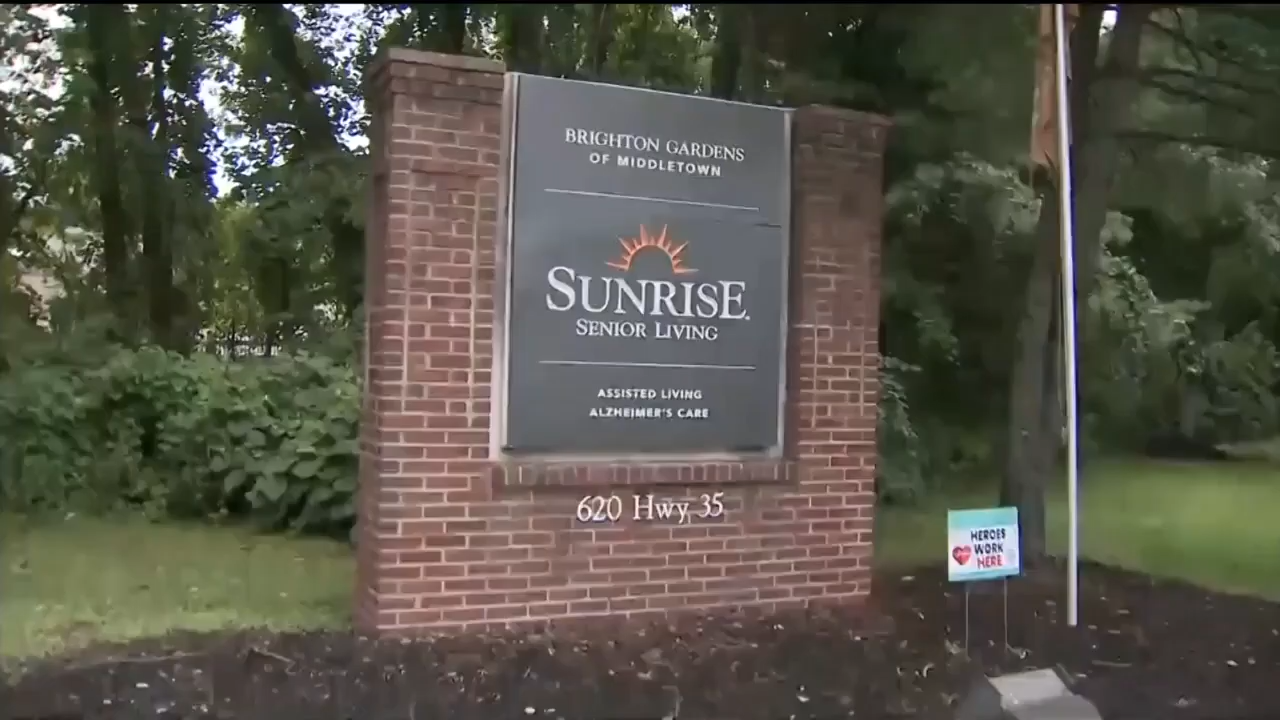 BRIGHTON GARDENS
OF MIDDLETOWN
SUNRISE
SENIOR LIVING
ASSISTED LIVING
ALZHEIMER'S CARE
620 Hwy 35
HEROES
WORK
HERE